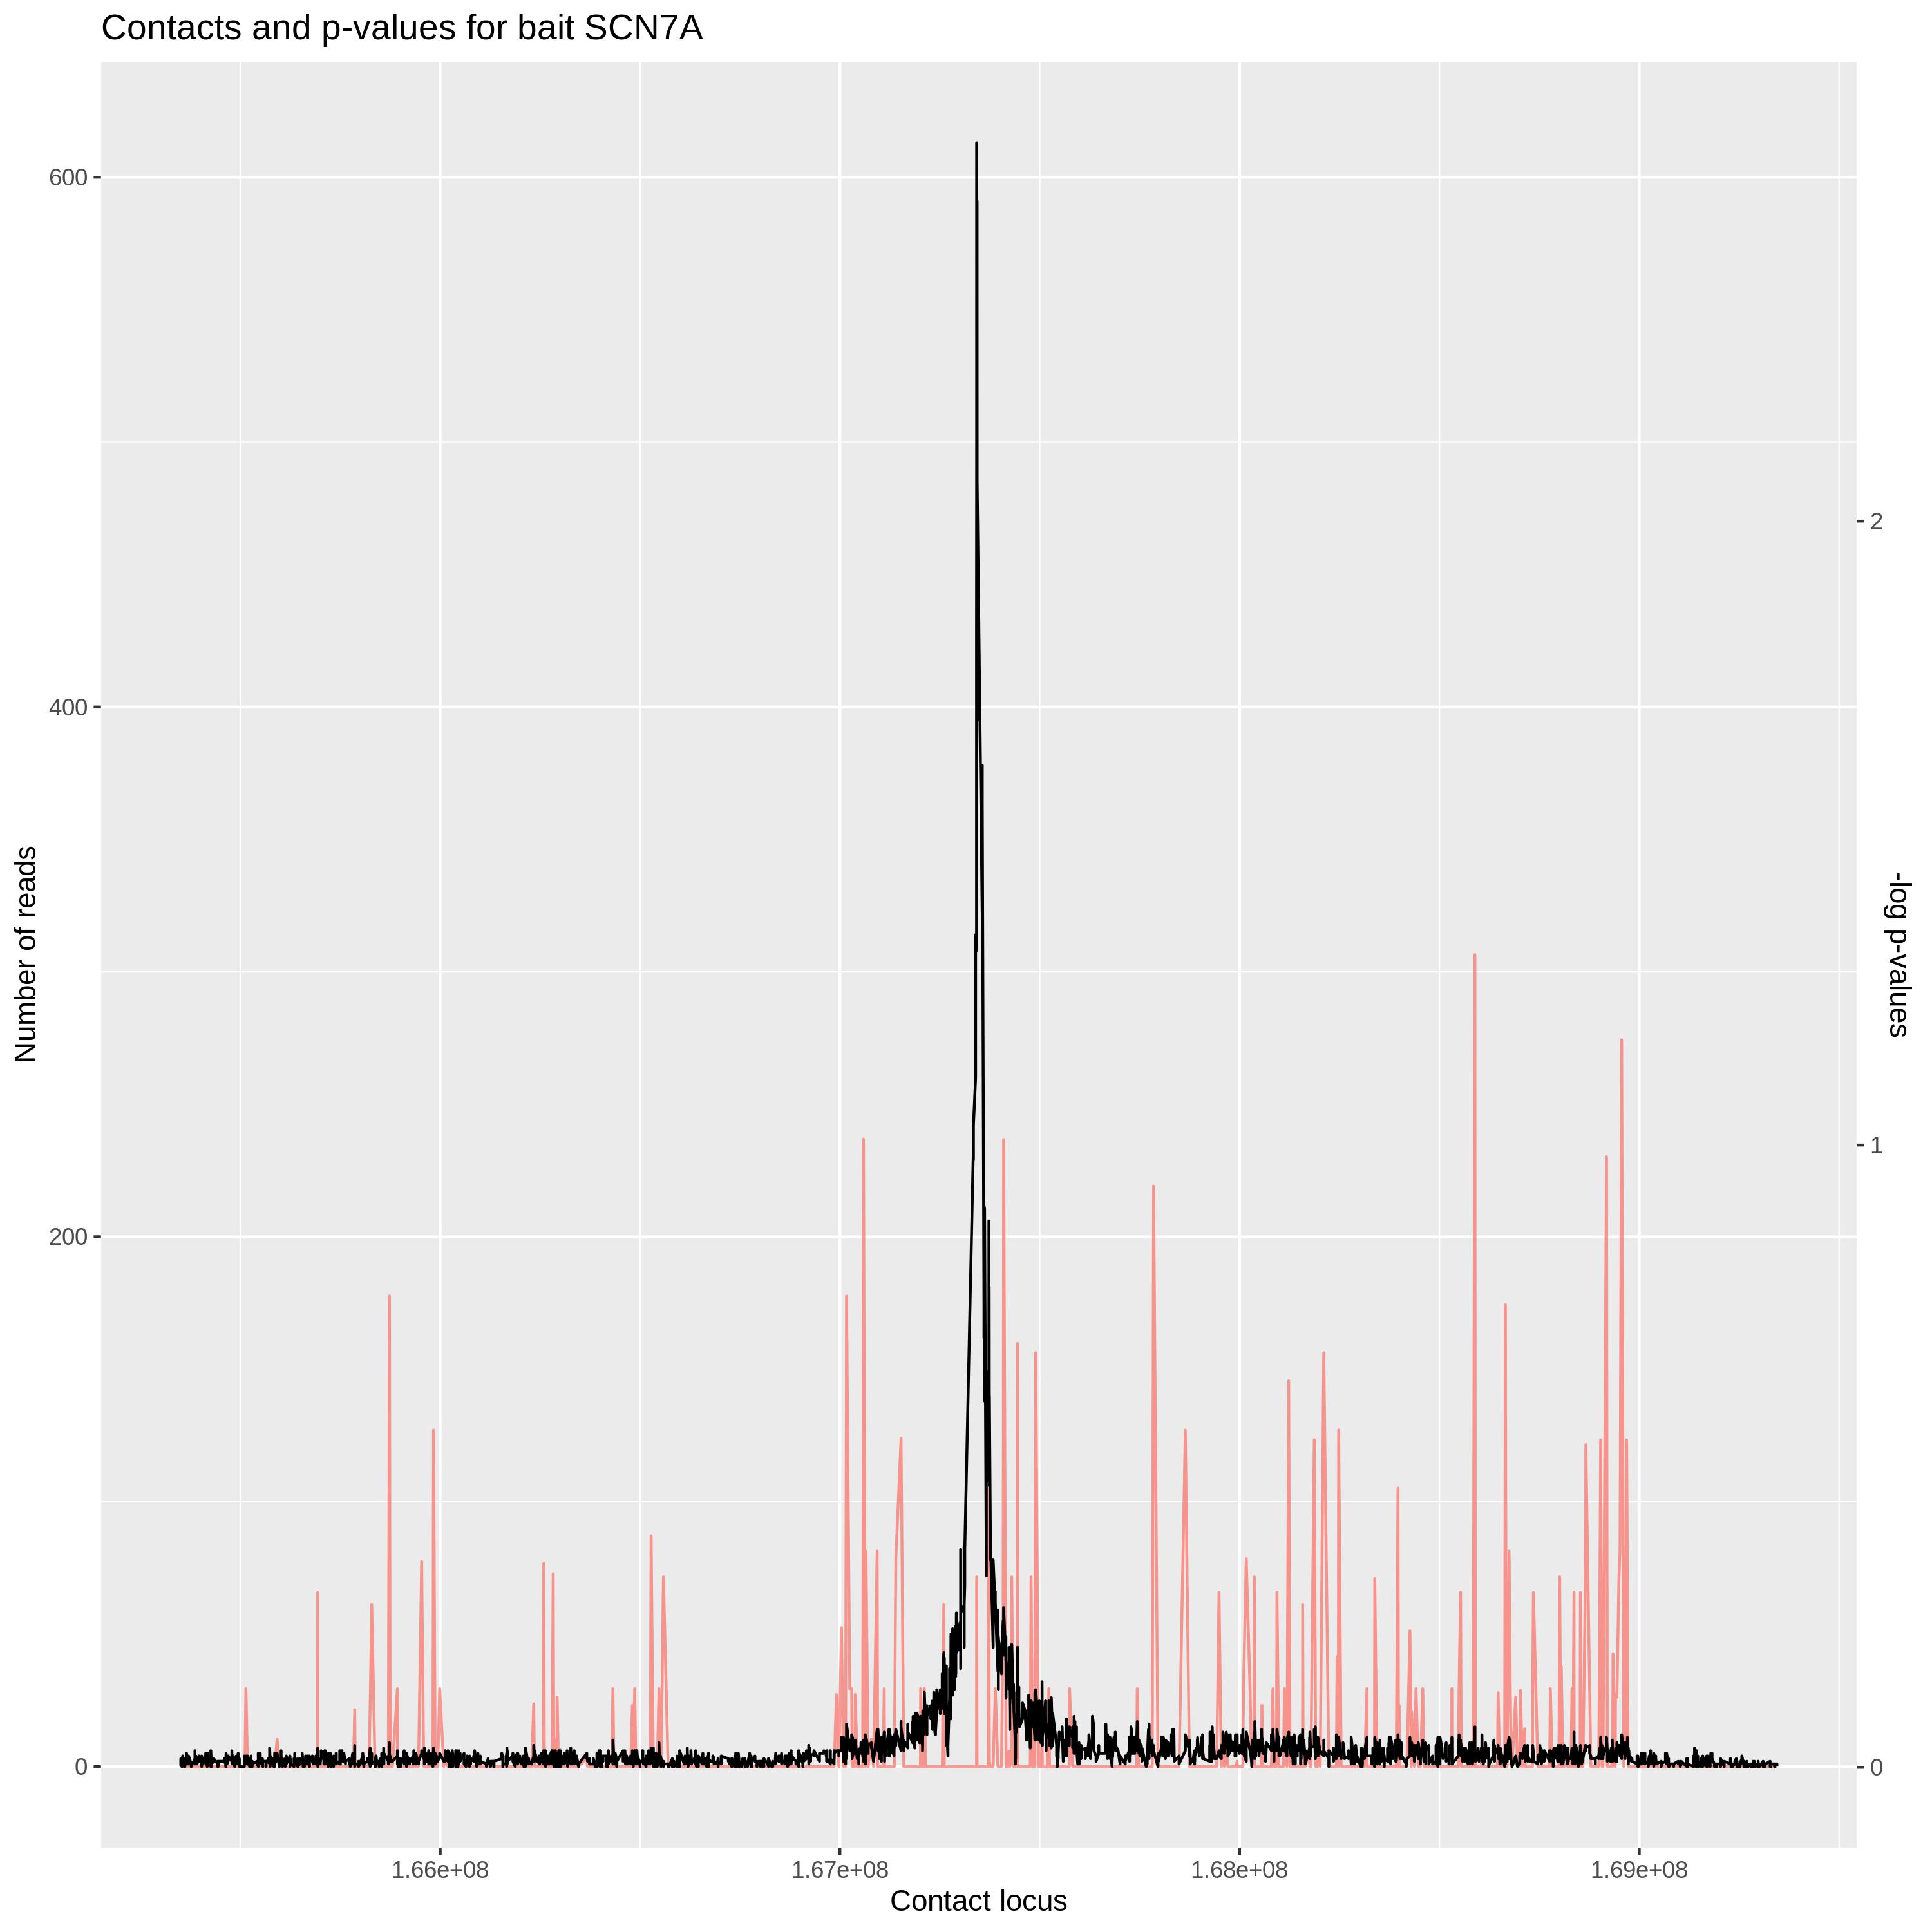 Contacts and p-values for bait SCN7A
600
400
200
0
Number of reads
2
1
0
-log p-values
1.66e+08
1.67e+08
1.68e+08
1.69e+08
Contact locus